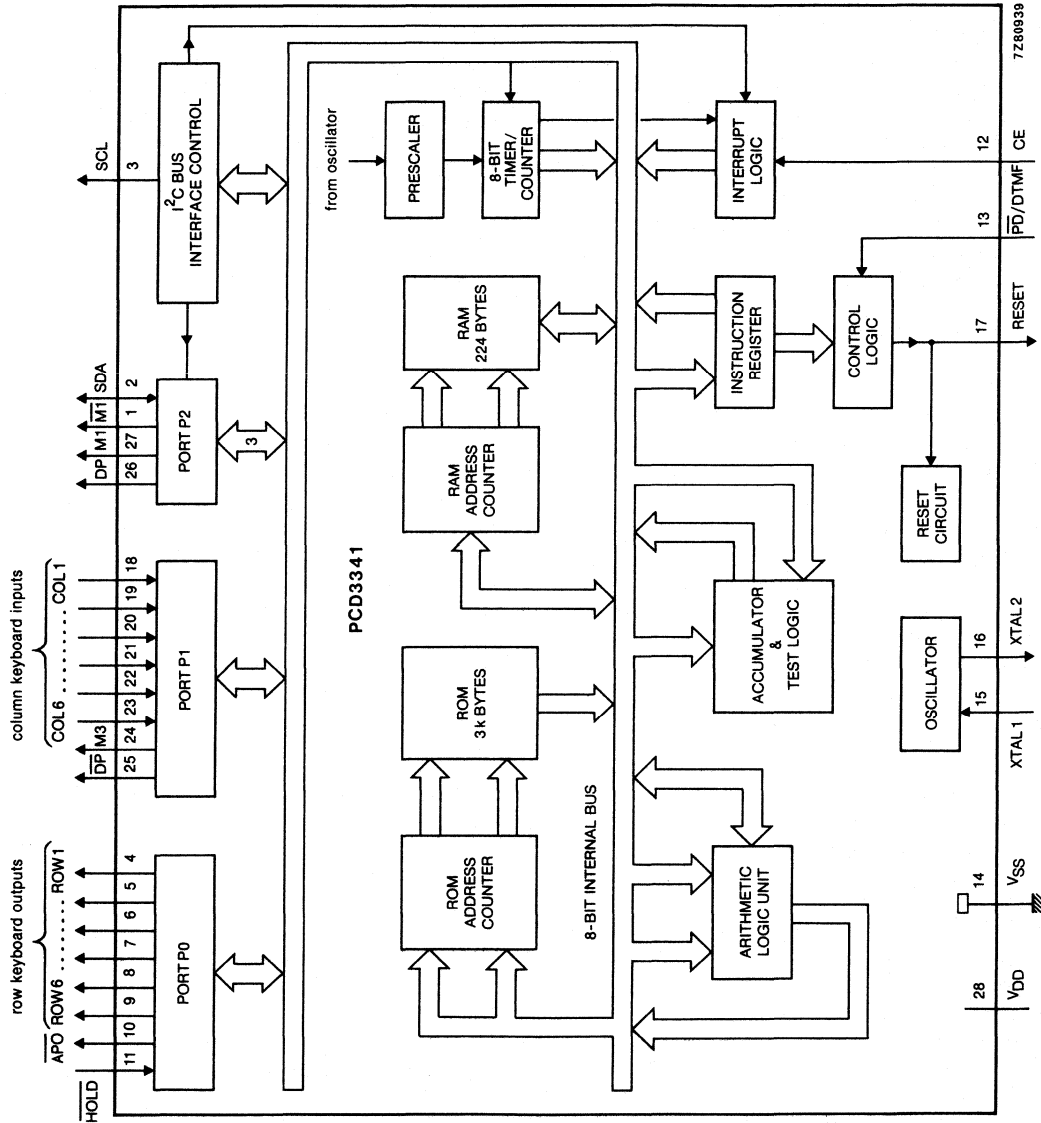 row keyboard outputs
column keyboard inputs
HOLD
APO
ROW6 ....... ROW1
DP
M3
COL6 ....... COL1
DP
M1
M1
SDA
SCL
11
10
9
8
7
6
5
4
25
24
23
22
21
20
19
18
26
27
1
2
3
PORT P0
PORT P1
PORT P2
I²C BUS
INTERFACE CONTROL
3
PCD3341
from oscillator
ROM
ADDRESS
COUNTER
ROM
3k BYTES
RAM
ADDRESS
COUNTER
RAM
224 BYTES
PRESCALER
8-BIT
TIMER/
COUNTER
8-BIT INTERNAL BUS
ARITHMETIC
LOGIC UNIT
ACCUMULATOR
&
TEST LOGIC
INSTRUCTION
REGISTER
INTERRUPT
LOGIC
CONTROL
LOGIC
RESET
CIRCUIT
OSCILLATOR
28
14
15
16
17
13
12
VDD
VSS
XTAL1
XTAL2
RESET
PD/DTMF
CE
7Z80939